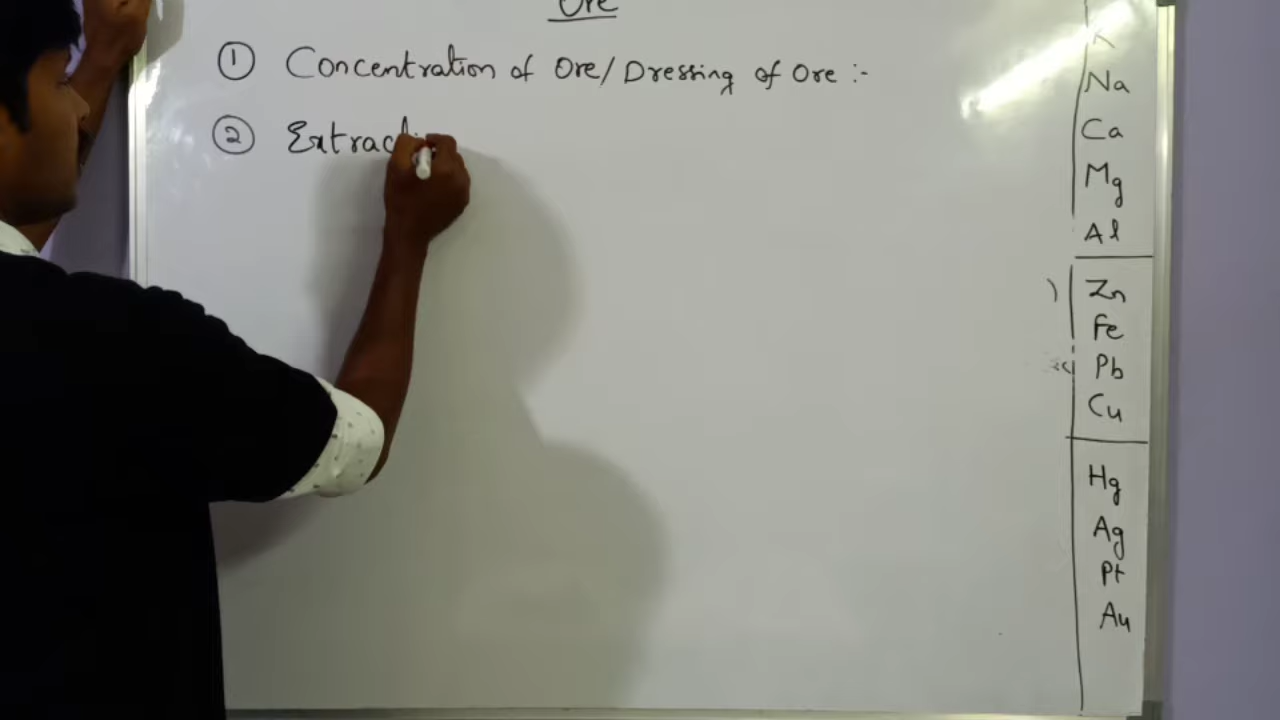 Ore
① Concentration of Ore/Dressing of Ore :-
② Extrac
K
Na
Ca
Mg
Al
Zn
Fe
Pb
Cu
Hg
Ag
Pt
Au